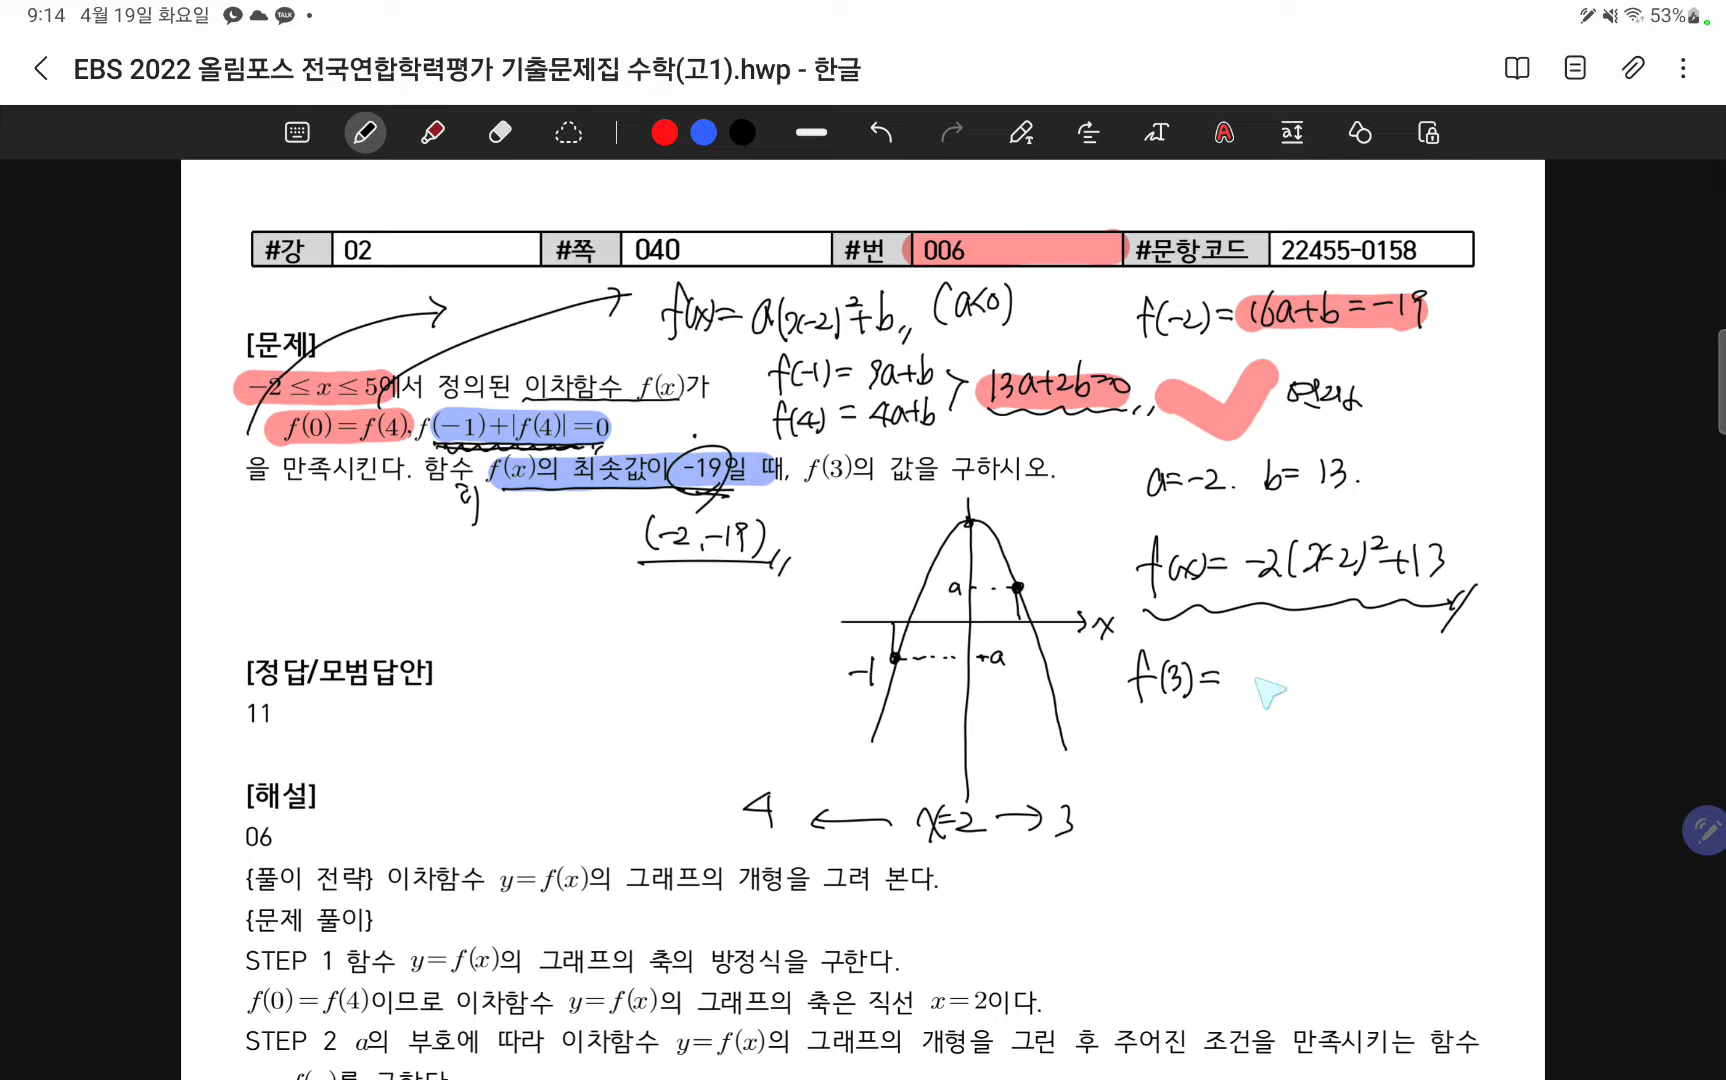 9:14 4월 19일 화요일 TALK
53%
EBS 2022 올림포스 전국연합학력평가 기출문제집 수학(고1).hwp - 한글
#강 02 #쪽 040 #번 006 #문항코드 22455-0158
f(x)= a(x-2)²+b,, (a<0)
f(-2)= 16a+b=-19
[문제]
f(-1)= 9a+b
f(4)= 4a+b
13a+2b=0
-2≤x≤5에서 정의된 이차함수 f(x)가
f(0)=f(4), f(-1)+|f(4)|=0
을 만족시킨다. 함수 f(x)의 최솟값이 -19일 때, f(3)의 값을 구하시오.
a=-2. b= 13.
(-2, -19)
f(x)= -2(x-2)²+13
a
x
-1
-a
f(3)=
[정답/모범답안]
11
4 ← x=2 → 3
[해설]
06
{풀이 전략} 이차함수 y=f(x)의 그래프의 개형을 그려 본다.
{문제 풀이}
STEP 1 함수 y=f(x)의 그래프의 축의 방정식을 구한다.
f(0)=f(4)이므로 이차함수 y=f(x)의 그래프의 축은 직선 x=2이다.
STEP 2 a의 부호에 따라 이차함수 y=f(x)의 그래프의 개형을 그린 후 주어진 조건을 만족시키는 함수
f(x)를 구한다